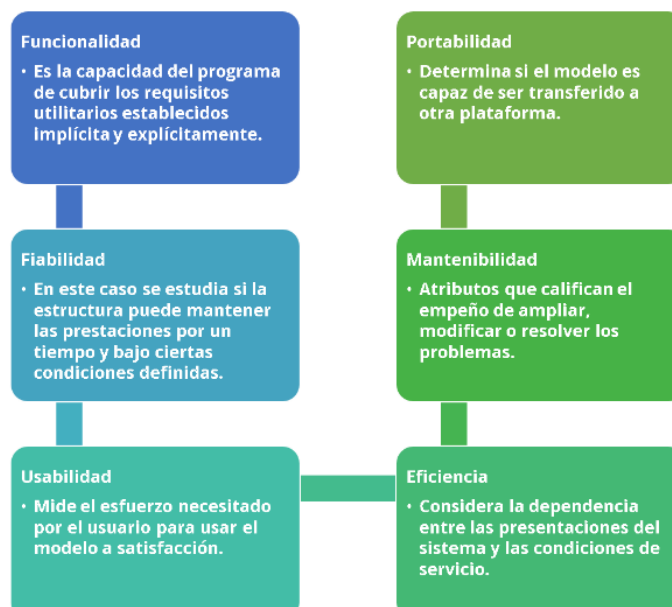 Funcionalidad
• Es la capacidad del programa
de cubrir los requisitos
utilitarios establecidos
implícita y explícitamente.
Fiabilidad
• En este caso se estudia si la
estructura puede mantener
las prestaciones por un
tiempo y bajo ciertas
condiciones definidas.
Usabilidad
• Mide el esfuerzo necesitado
por el usuario para usar el
modelo a satisfacción.
Eficiencia
• Considera la dependencia
entre las presentaciones del
sistema y las condiciones de
servicio.
Mantenibilidad
• Atributos que califican el
empeño de ampliar,
modificar o resolver los
problemas.
Portabilidad
• Determina si el modelo es
capaz de ser transferido a
otra plataforma.